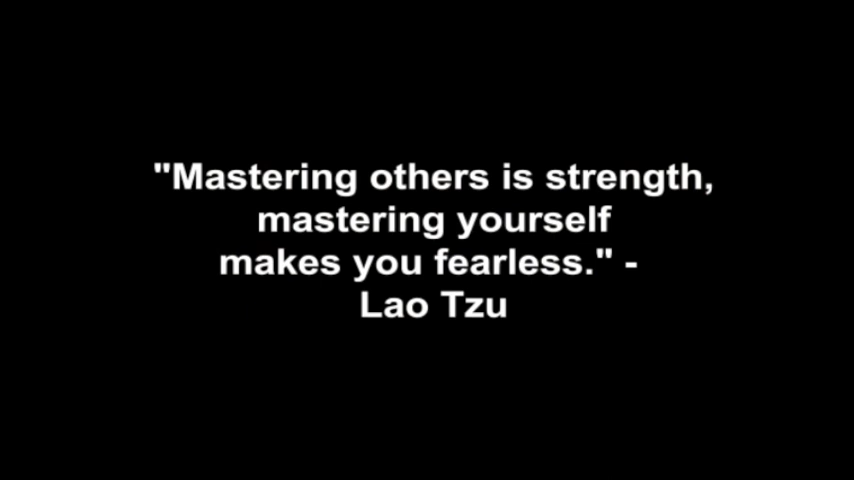 "Mastering others is strength,
mastering yourself
makes you fearless." -
Lao Tzu